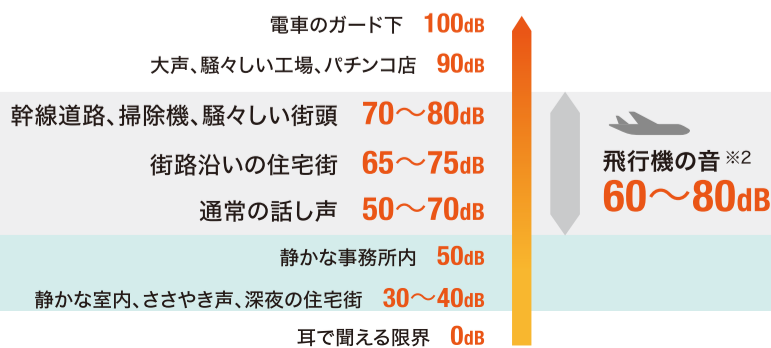 電車のガード下 100dB
大声、騒々しい工場、パチンコ店 90dB
幹線道路、掃除機、騒々しい街頭 70〜80dB
街路沿いの住宅街 65〜75dB
通常の話し声 50〜70dB
静かな事務所内 50dB
静かな室内、ささやき声、深夜の住宅街 30〜40dB
耳で聞える限界 0dB
飛行機の音 ※2
60〜80dB